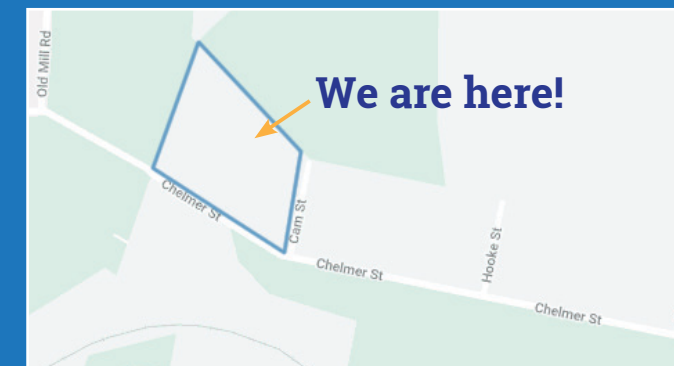 Old Mill Rd
We are here!
Chelmer St
Cam St
Hooke St
Chelmer St
Chelmer St